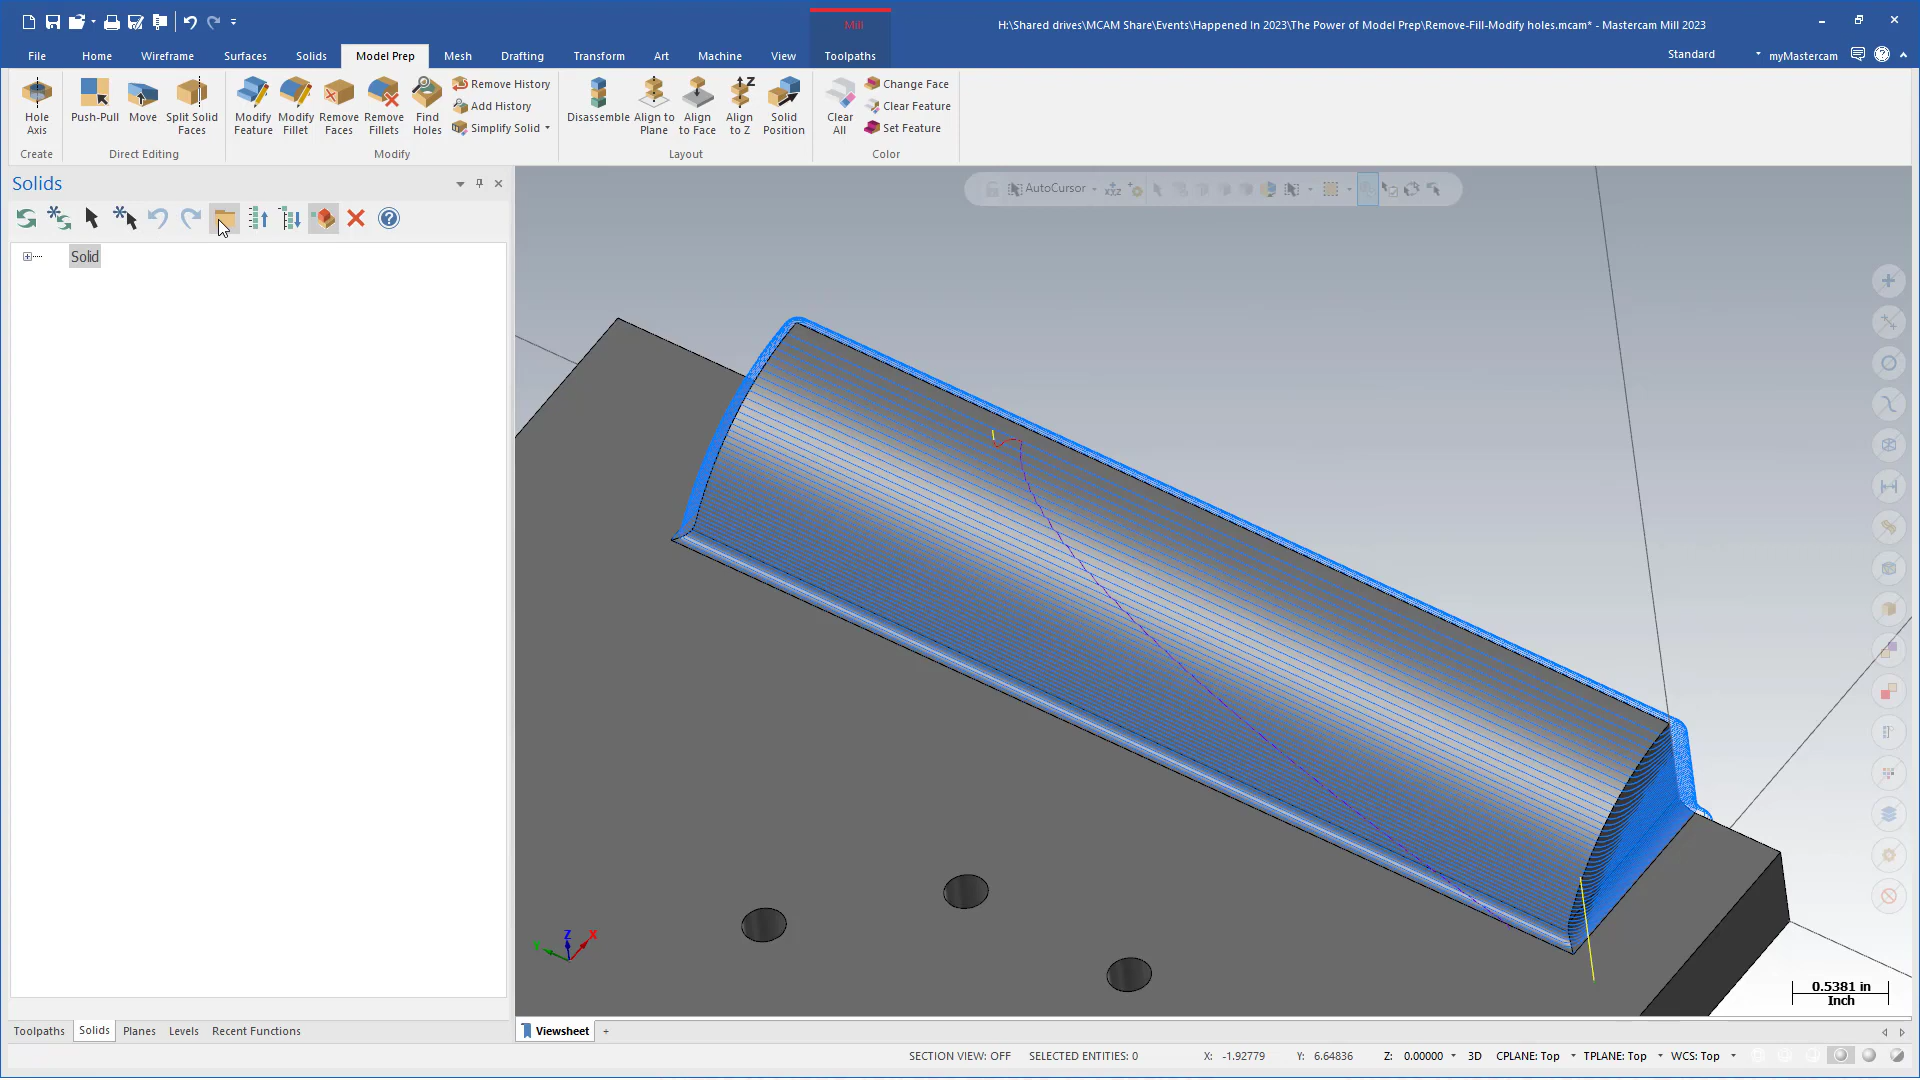 Mill
H:\Shared drives\MCAM Share\Events\Happened In 2023\The Power of Model Prep\Remove-Fill-Modify holes.mcam* - Mastercam Mill 2023
File Home Wireframe Surfaces Solids Model Prep Mesh Drafting Transform Art Machine View Toolpaths
Standard myMastercam
Hole Axis
Create
Push-Pull Move Split Solid Faces
Direct Editing
Modify Feature Modify Fillet Remove Faces Remove Fillets Find Holes
Remove History
Add History
Simplify Solid
Modify
Disassemble Align to Plane Align to Face Align to Z Solid Position
Layout
Clear All
Change Face
Clear Feature
Set Feature
Color
Solids
AutoCursor
Solid
Z X Y
0.5381 in
Inch
Toolpaths Solids Planes Levels Recent Functions
Viewsheet +
SECTION VIEW: OFF SELECTED ENTITIES: 0 X: -1.92779 Y: 6.64836 Z: 0.00000 3D CPLANE: Top TPLANE: Top WCS: Top